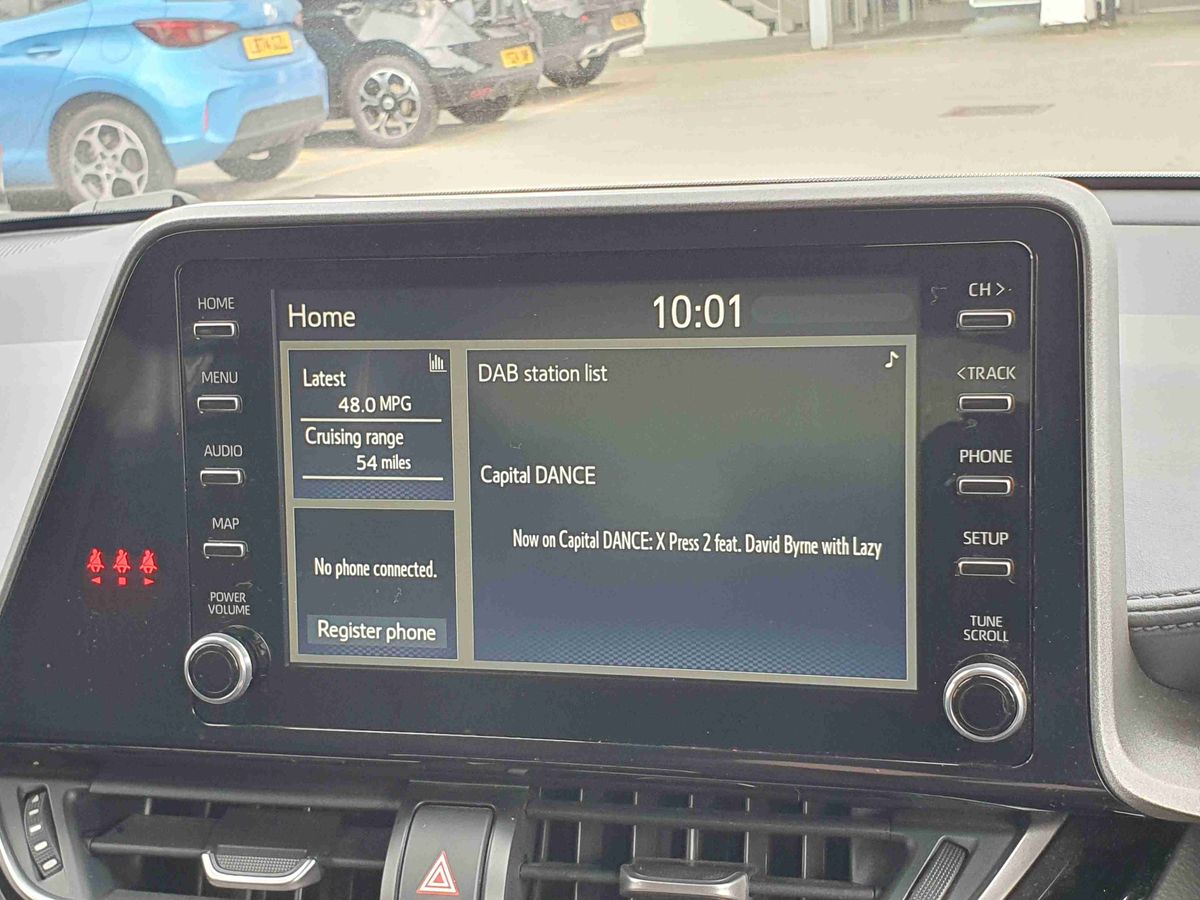 HOME
MENU
AUDIO
MAP
POWER
VOLUME
Home
10:01
Latest
48.0 MPG
Cruising range
54 miles
No phone connected.
Register phone
DAB station list
Capital DANCE
Now on Capital DANCE: X Press 2 feat. David Byrne with Lazy
CH >
<TRACK
PHONE
SETUP
TUNE
SCROLL